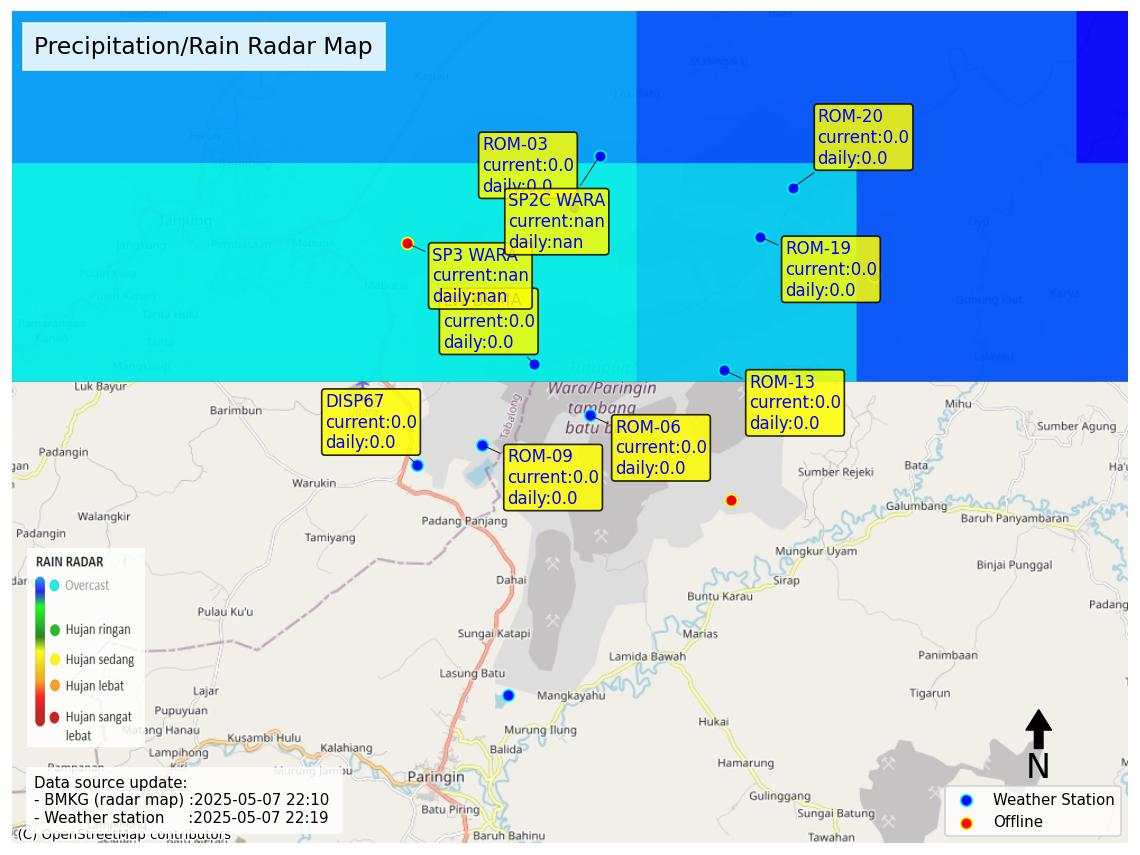 Precipitation/Rain Radar Map
ROM-20
current:0.0
daily:0.0
ROM-03
current:0.0
daily:0.0
SP2C WARA
current:nan
daily:nan
ROM-19
current:0.0
daily:0.0
SP3 WARA
current:nan
daily:nan
current:0.0
daily:0.0
ROM-13
current:0.0
daily:0.0
DISP67
current:0.0
daily:0.0
ROM-06
current:0.0
daily:0.0
ROM-09
current:0.0
daily:0.0
Tanjung
Wara/Paringin
tambang
batu
Tabalong
Luk Bayur
Barimbun
Mihu
Sumber Agung
Padangin
Warukin
Sumber Rejeki
Bata
Galumbang
Baruh Panyambaran
Walangkir
Padangin
Tamiyang
Padang Panjang
Mungkur Uyam
Binjai Punggal
Dahai
Sirap
Buntu Karau
Padang
Pulau Ku'u
Sungai Katapi
Marias
Lamida Bawah
Panimbaan
Lasung Batu
Lajar
Mangkayahu
Tigarun
Pupuyuan
Matang Hanau
Kusambi Hulu
Murung Ilung
Hukai
Lampihong
Kalahiang
Balida
Hamarung
Murung Jambu
Paringin
Gulinggang
Batu Piring
Sungai Batung
Baruh Bahinu
Tawahan
RAIN RADAR
Overcast
Hujan ringan
Hujan sedang
Hujan lebat
Hujan sangat
lebat
Data source update:
- BMKG (radar map) :2025-05-07 22:10
- Weather station :2025-05-07 22:19
(C) OpenStreetMap contributors
N
Weather Station
Offline